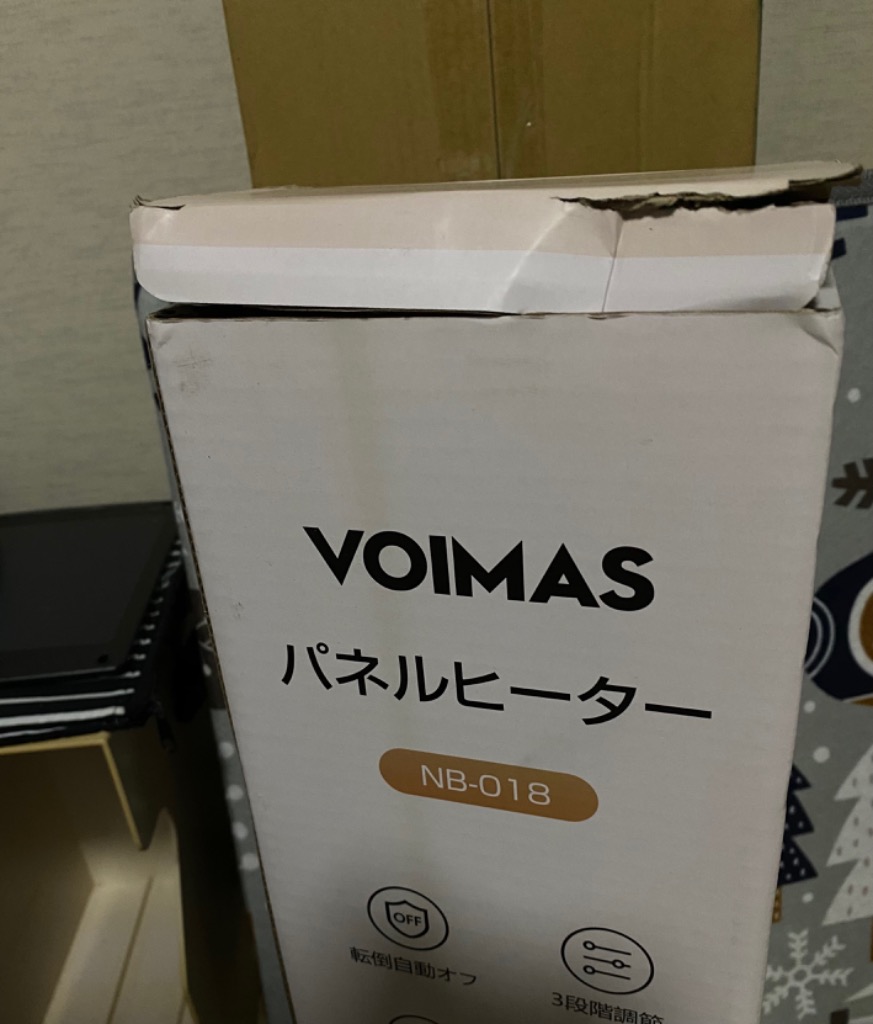 VOIMAS
パネルヒーター
NB-018
OFF
転倒自動オフ
3段階調節